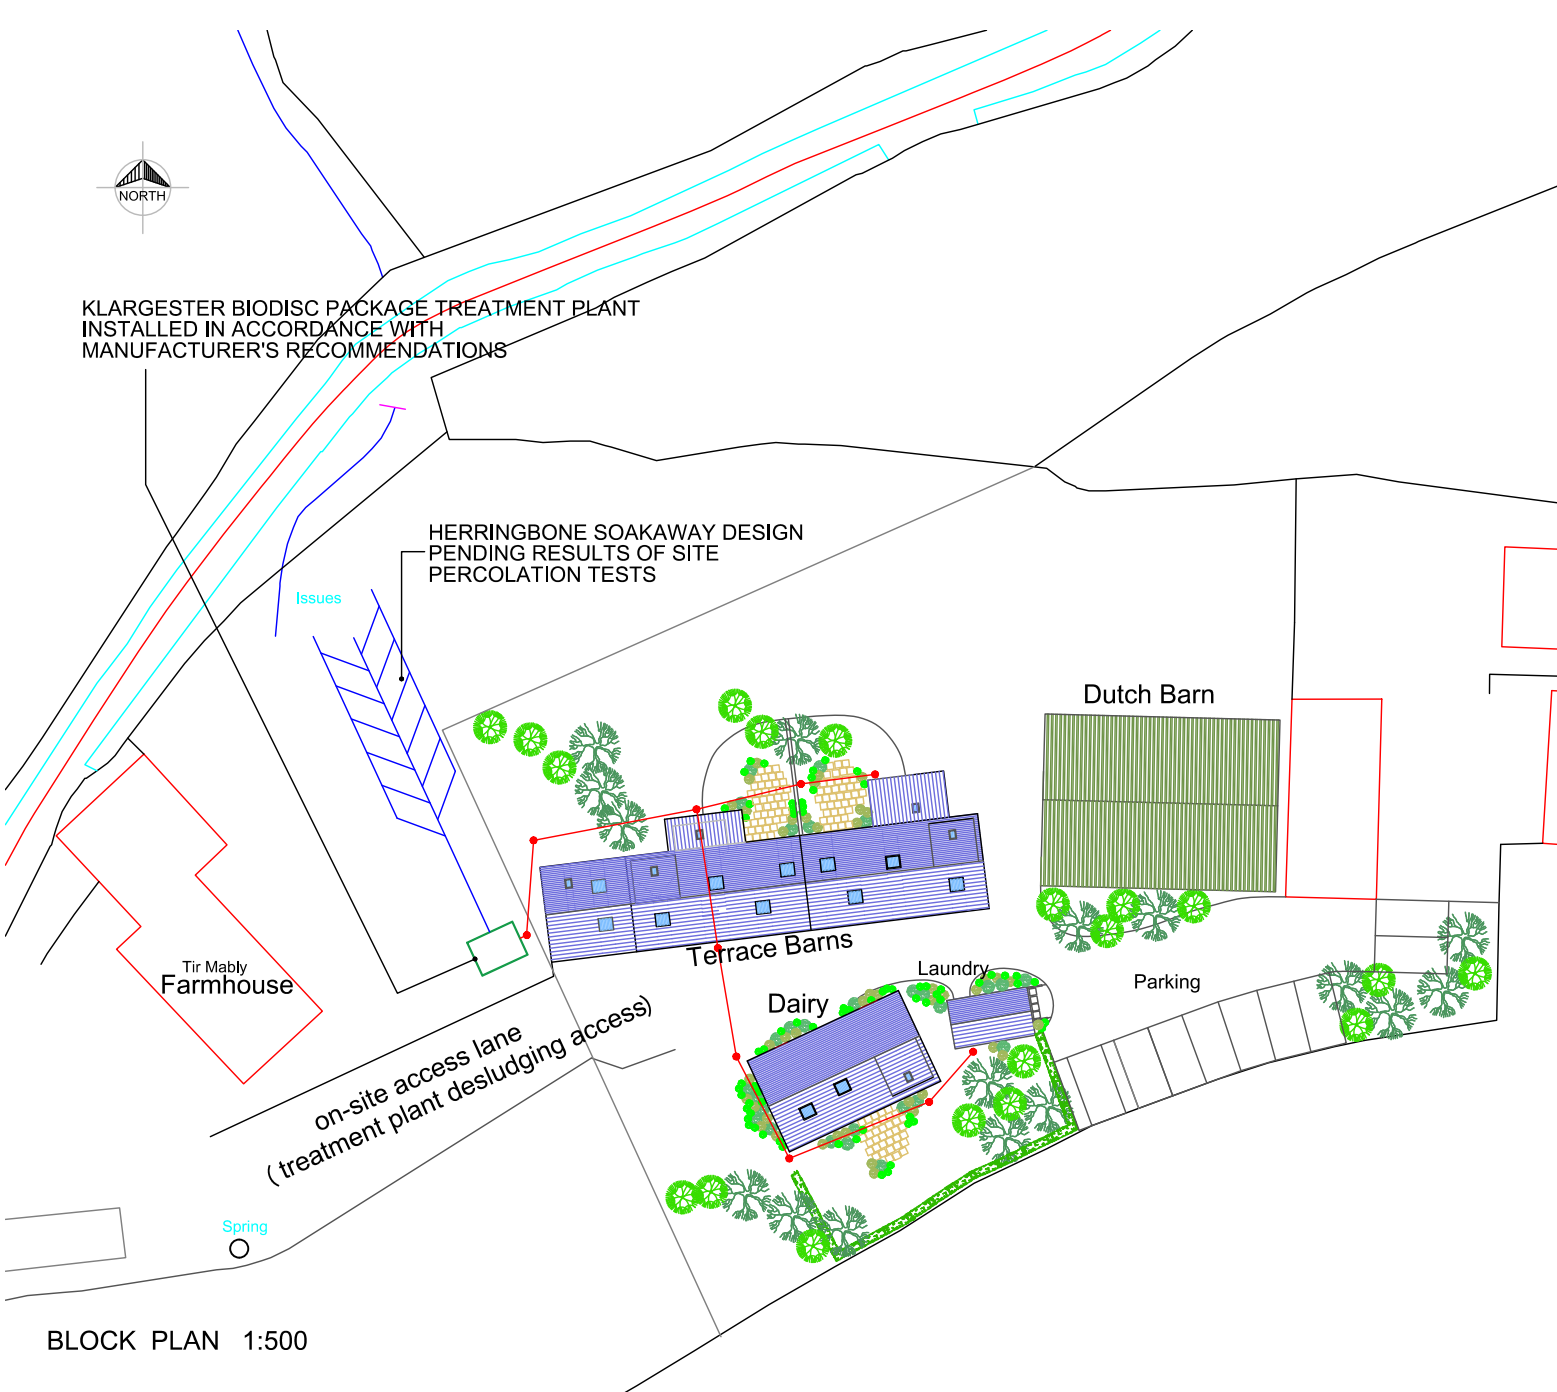 NORTH
KLARGESTER BIODISC PACKAGE TREATMENT PLANT
INSTALLED IN ACCORDANCE WITH
MANUFACTURER'S RECOMMENDATIONS
HERRINGBONE SOAKAWAY DESIGN
PENDING RESULTS OF SITE
PERCOLATION TESTS
Issues
Dutch Barn
Terrace Barns
Laundry
Parking
Dairy
Tir Mably
Farmhouse
on-site access lane
( treatment plant desludging access)
Spring
BLOCK PLAN 1:500